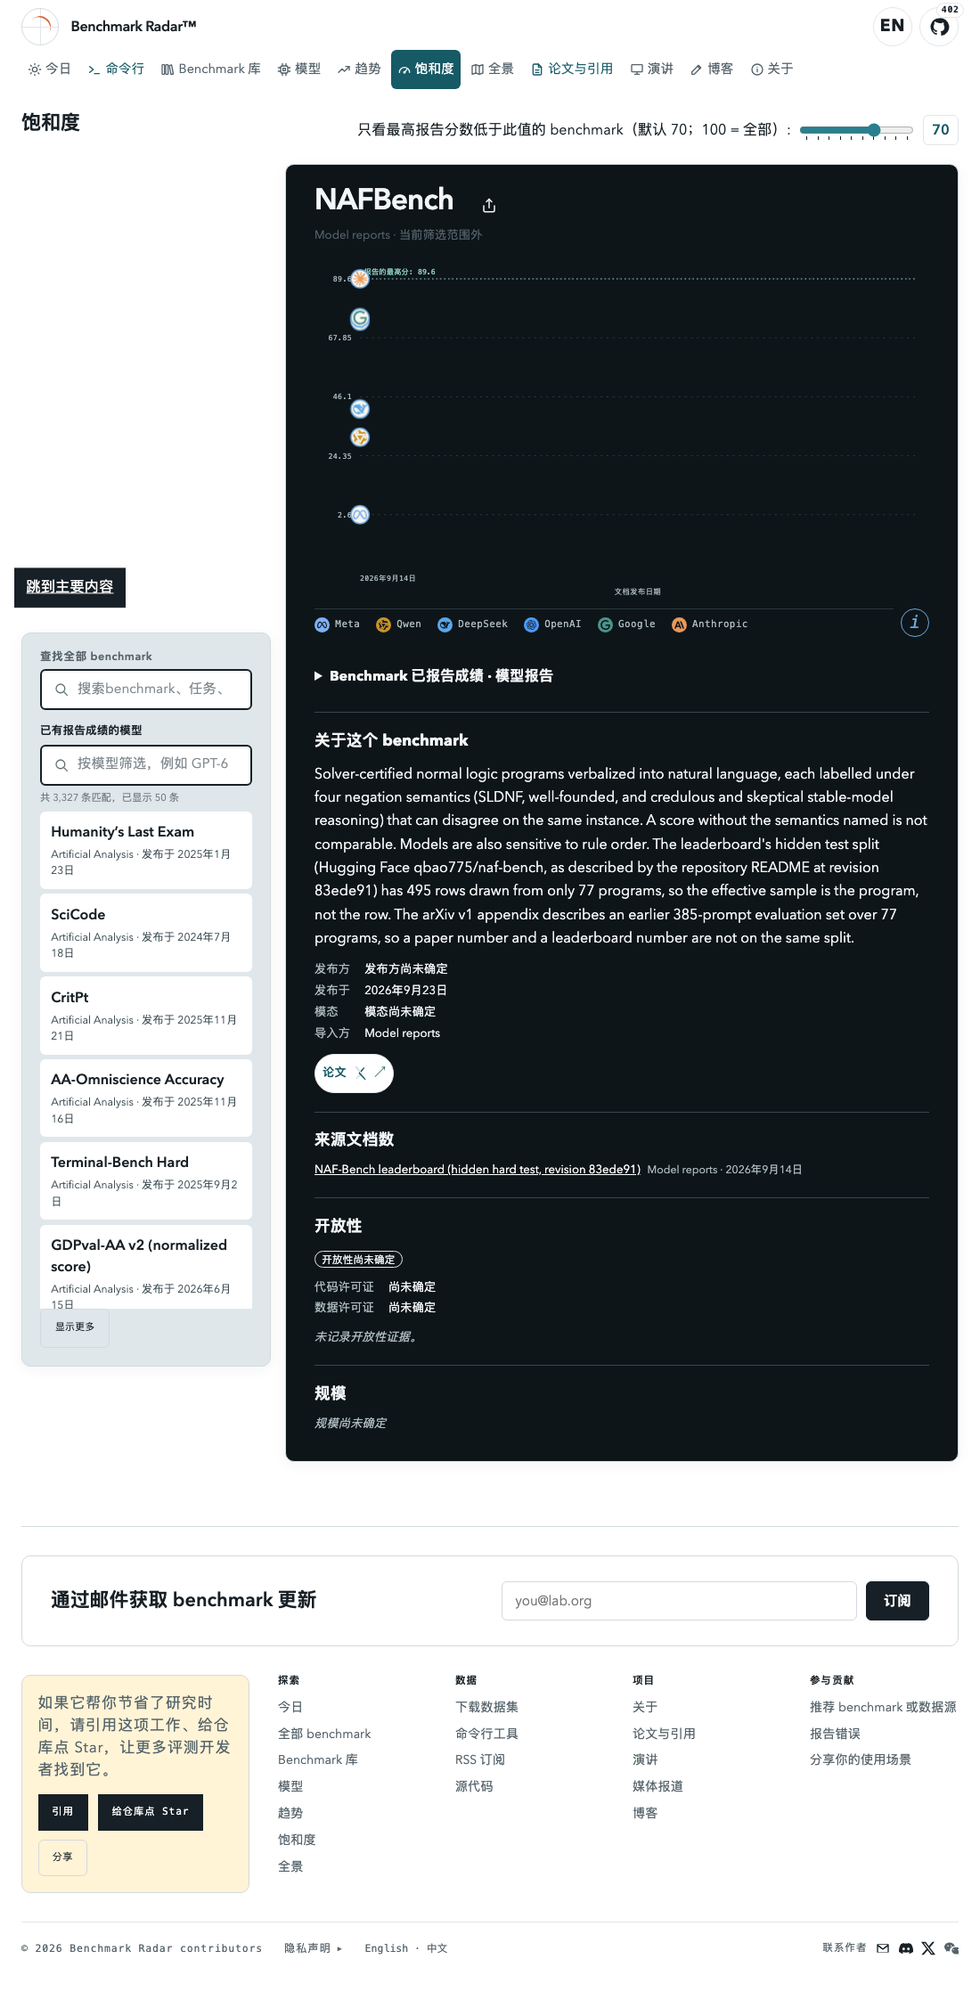 Benchmark Radar™
EN
402
今日
命令行
Benchmark 库
模型
趋势
饱和度
全景
论文与引用
演讲
博客
关于
饱和度
只看最高报告分数低于此值的 benchmark（默认 70；100 = 全部）:
70
NAFBench
Model reports · 当前筛选范围外
报告的最高分: 89.6
89.6
67.85
46.1
24.35
2.6
2026年9月14日
文档发布日期
Meta
Qwen
DeepSeek
OpenAI
Google
Anthropic
i
Benchmark 已报告成绩 · 模型报告
关于这个 benchmark
Solver-certified normal logic programs verbalized into natural language, each labelled under
four negation semantics (SLDNF, well-founded, and credulous and skeptical stable-model
reasoning) that can disagree on the same instance. A score without the semantics named is not
comparable. Models are also sensitive to rule order. The leaderboard's hidden test split
(Hugging Face qbao775/naf-bench, as described by the repository README at revision
83ede91) has 495 rows drawn from only 77 programs, so the effective sample is the program,
not the row. The arXiv v1 appendix describes an earlier 385-prompt evaluation set over 77
programs, so a paper number and a leaderboard number are not on the same split.
发布方 发布方尚未确定
发布于 2026年9月23日
模态 模态尚未确定
导入方 Model reports
论文
来源文档数
NAF-Bench leaderboard (hidden hard test, revision 83ede91) Model reports · 2026年9月14日
开放性
开放性尚未确定
代码许可证 尚未确定
数据许可证 尚未确定
未记录开放性证据。
规模
规模尚未确定
跳到主要内容
查找全部 benchmark
搜索benchmark、任务、
已有报告成绩的模型
按模型筛选，例如 GPT-6
共 3,327 条匹配，已显示 50 条
Humanity's Last Exam
Artificial Analysis · 发布于 2025年1月
23日
SciCode
Artificial Analysis · 发布于 2024年7月
18日
CritPt
Artificial Analysis · 发布于 2025年11月
21日
AA-Omniscience Accuracy
Artificial Analysis · 发布于 2025年11月
16日
Terminal-Bench Hard
Artificial Analysis · 发布于 2025年9月2
日
GDPval-AA v2 (normalized
score)
Artificial Analysis · 发布于 2026年6月
15日
显示更多
通过邮件获取 benchmark 更新
you@lab.org
订阅
如果它帮你节省了研究时
间，请引用这项工作、给仓
库点 Star，让更多评测开发
者找到它。
引用
给仓库点 Star
分享
探索
今日
全部 benchmark
Benchmark 库
模型
趋势
饱和度
全景
数据
下载数据集
命令行工具
RSS 订阅
源代码
项目
关于
论文与引用
演讲
媒体报道
博客
参与贡献
推荐 benchmark 或数据源
报告错误
分享你的使用场景
© 2026 Benchmark Radar contributors
隐私声明 ▸
English · 中文
联系作者